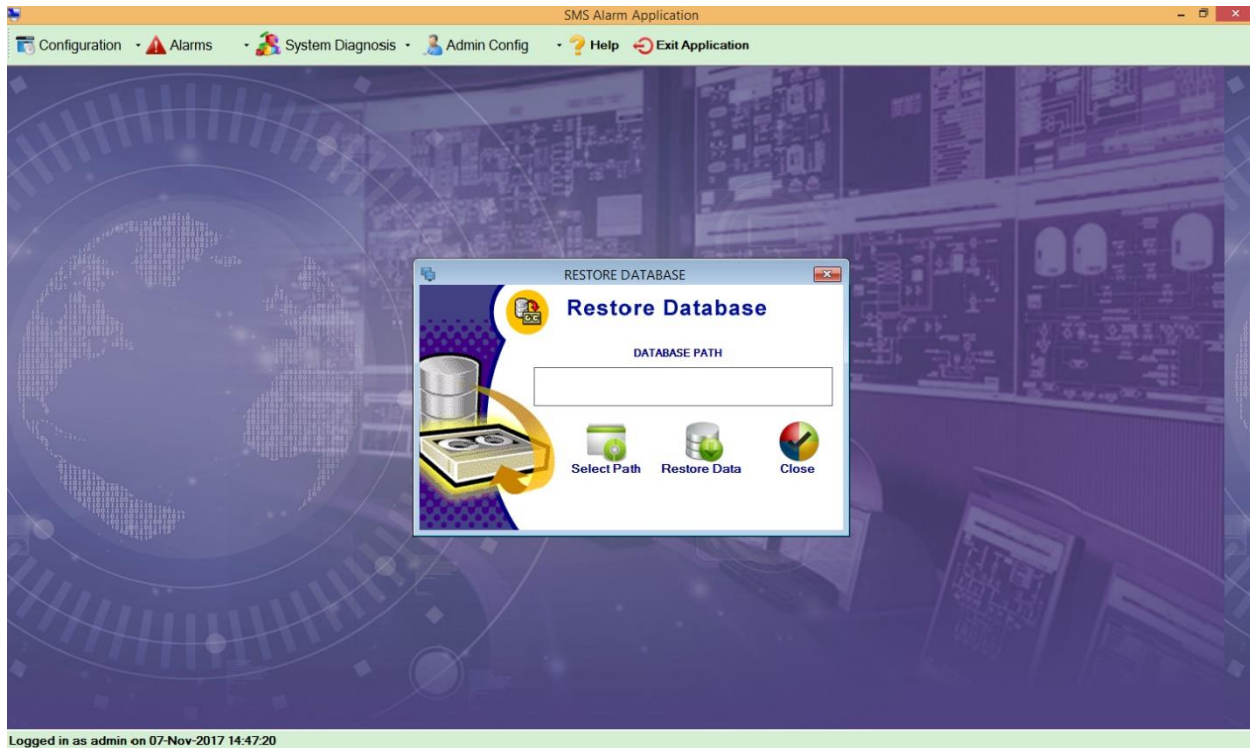 SMS Alarm Application
Configuration Alarms System Diagnosis Admin Config Help Exit Application
RESTORE DATABASE
Restore Database
DATABASE PATH
Select Path Restore Data Close
Logged in as admin on 07-Nov-2017 14:47:20